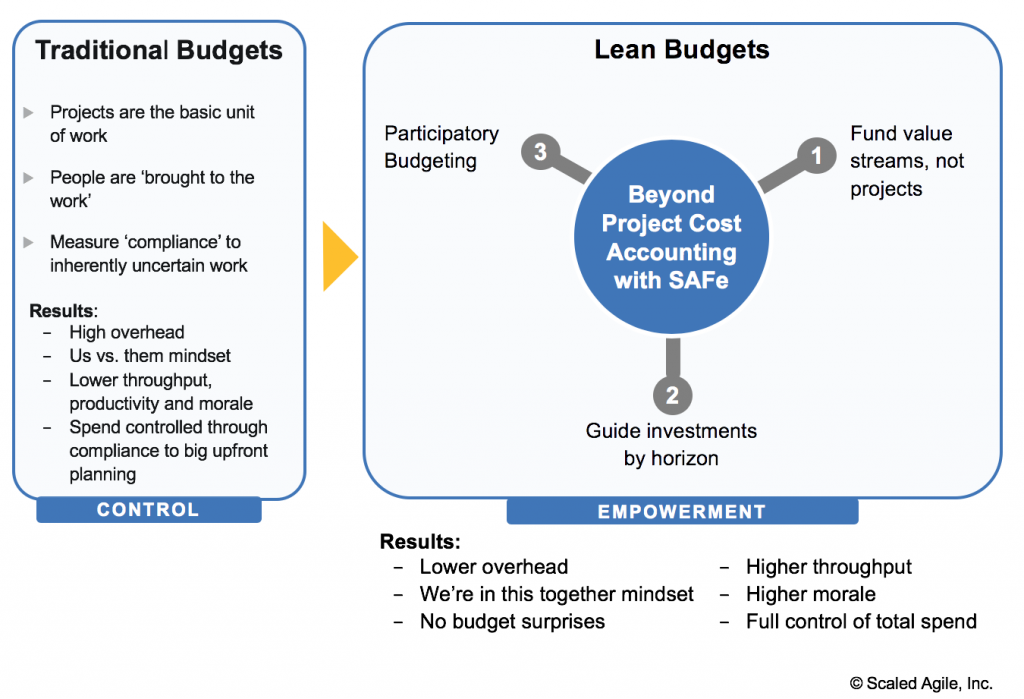 Traditional Budgets
Projects are the basic unit
of work
People are ‘brought to the
work’
Measure ‘compliance’ to
inherently uncertain work
Results:
– High overhead
– Us vs. them mindset
– Lower throughput,
productivity and morale
– Spend controlled through
compliance to big upfront
planning
CONTROL
Lean Budgets
Beyond
Project Cost
Accounting
with SAFe
1
Fund value
streams, not
projects
2
Guide investments
by horizon
3
Participatory
Budgeting
EMPOWERMENT
Results:
– Lower overhead
– We’re in this together mindset
– No budget surprises
– Higher throughput
– Higher morale
– Full control of total spend
© Scaled Agile, Inc.